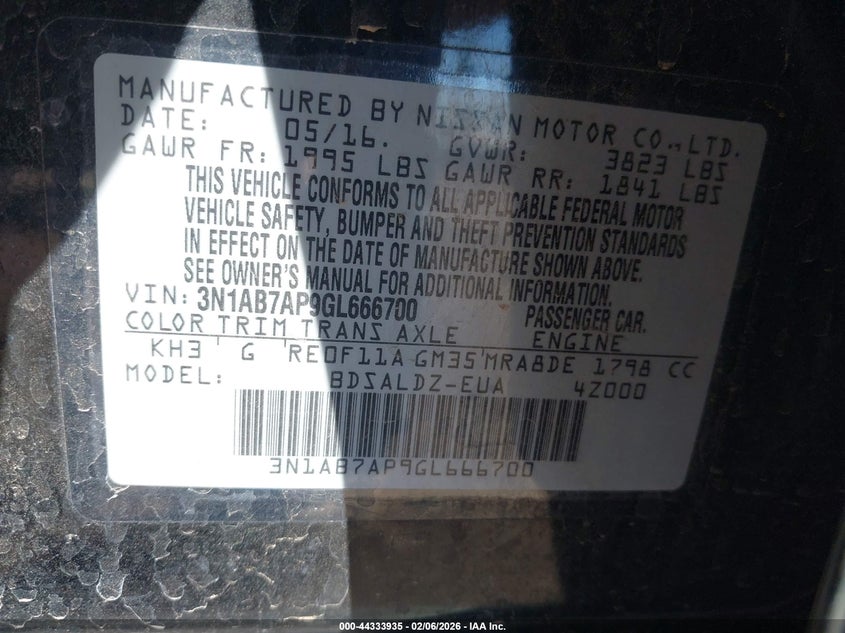 MANUFACTURED BY NISSAN MOTOR CO., LTD.
DATE: 05/16. GVWR: 3823 LBS
GAWR FR: 1995 LBS GAWR RR: 1841 LBS
THIS VEHICLE CONFORMS TO ALL APPLICABLE FEDERAL MOTOR
VEHICLE SAFETY, BUMPER AND THEFT PREVENTION STANDARDS
IN EFFECT ON THE DATE OF MANUFACTURE SHOWN ABOVE.
SEE OWNER'S MANUAL FOR ADDITIONAL INFORMATION.
VIN: 3N1AB7AP9GL666700 PASSENGER CAR.
COLOR TRIM TRANS AXLE ENGINE
KH3 G RE0F11A GM35 MRA8DE 1798 CC
MODEL: BDSALDZ-EUA 4Z000
3N1AB7AP9GL666700
000-44333935 - 02/06/2026 - IAA Inc.